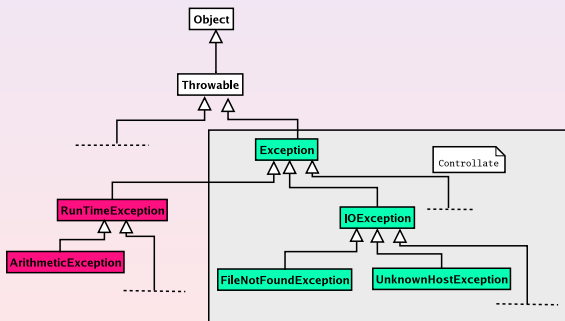 Object
Throwable
Exception
Controllate
RunTimeException
IOException
ArithmeticException
FileNotFoundException
UnknownHostException